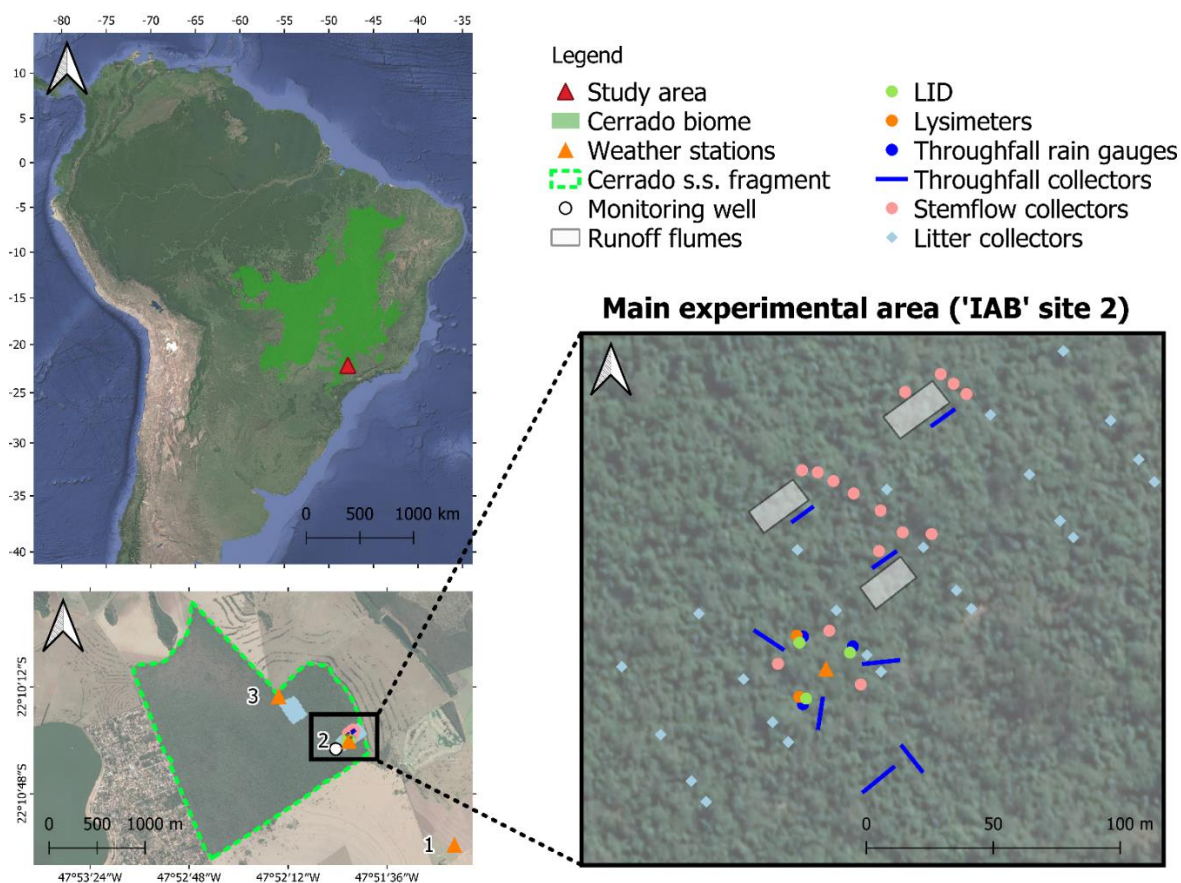 -80 -75 -70 -65 -60 -55 -50 -45 -40 -35
10
5
0
-5
-10
-15
-20
-25
-30
-35
-40
0 500 1000 km
Legend
Study area
Cerrado biome
Weather stations
Cerrado s.s. fragment
Monitoring well
Runoff flumes
LID
Lysimeters
Throughfall rain gauges
Throughfall collectors
Stemflow collectors
Litter collectors
Main experimental area ('IAB' site 2)
0 50 100 m
22°10'12"S
22°10'48"S
3
2
1
0 500 1000 m
47°53'24"W 47°52'48"W 47°52'12"W 47°51'36"W